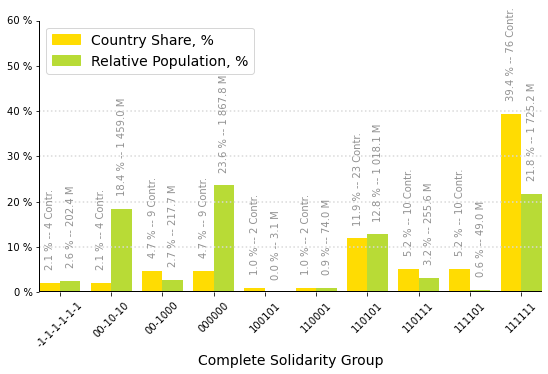 60 %
50 %
40 %
30 %
20 %
10 %
0 %
Country Share, %
Relative Population, %
2.1 % -- 4 Contr.
2.6 % -- 202.4 M
2.1 % -- 4 Contr.
18.4 % -- 1 459.0 M
4.7 % -- 9 Contr.
2.7 % -- 217.7 M
4.7 % -- 9 Contr.
23.6 % -- 1 867.8 M
1.0 % -- 2 Contr.
0.0 % -- 3.1 M
1.0 % -- 2 Contr.
0.9 % -- 74.0 M
11.9 % -- 23 Contr.
12.8 % -- 1 018.1 M
5.2 % -- 10 Contr.
3.2 % -- 255.6 M
5.2 % -- 10 Contr.
0.6 % -- 49.0 M
39.4 % -- 76 Contr.
21.8 % -- 1 725.2 M
-1-1-1-1-1-1
00-10-10
00-1000
000000
100101
110001
110101
110111
111101
111111
Complete Solidarity Group